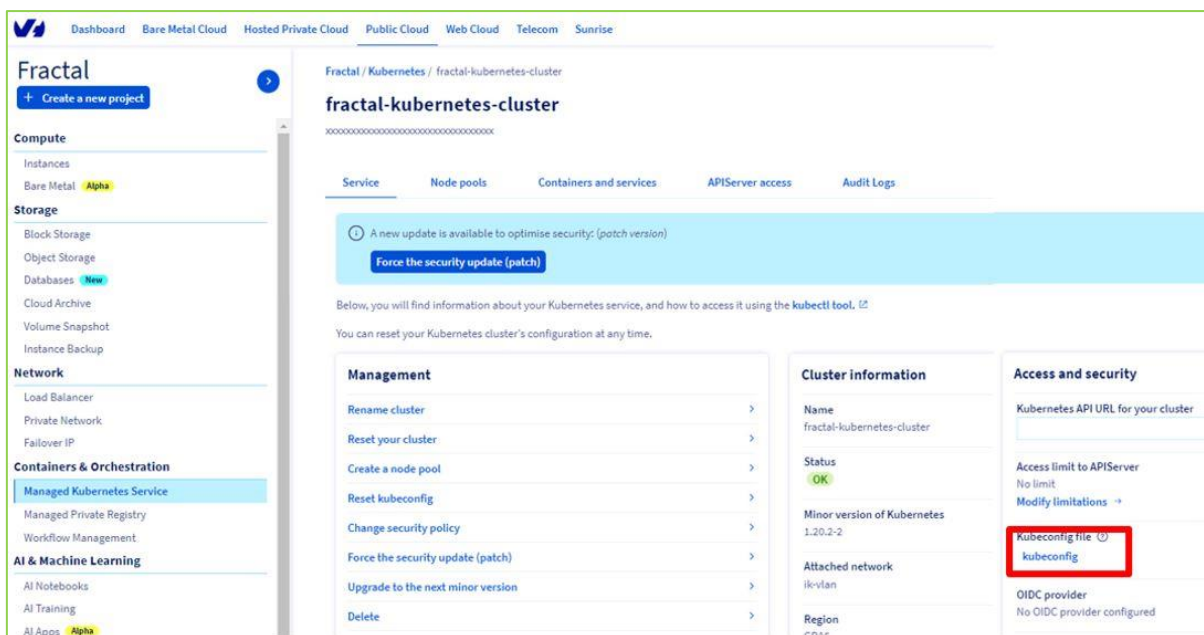 Dashboard Bare Metal Cloud Hosted Private Cloud Public Cloud Web Cloud Telecom Sunrise
Fractal
+ Create a new project
Compute
Instances
Bare Metal Alpha
Storage
Block Storage
Object Storage
Databases New
Cloud Archive
Volume Snapshot
Instance Backup
Network
Load Balancer
Private Network
Failover IP
Containers & Orchestration
Managed Kubernetes Service
Managed Private Registry
Workflow Management
AI & Machine Learning
AI Notebooks
AI Training
AI Apps Alpha
Fractal / Kubernetes / fractal-kubernetes-cluster
fractal-kubernetes-cluster
Service Node pools Containers and services APIServer access Audit Logs
A new update is available to optimise security: (patch version)
Force the security update (patch)
Below, you will find information about your Kubernetes service, and how to access it using the kubectl tool.
You can reset your Kubernetes cluster's configuration at any time.
Management
Rename cluster
Reset your cluster
Create a node pool
Reset kubeconfig
Change security policy
Force the security update (patch)
Upgrade to the next minor version
Delete
Cluster information
Name
fractal-kubernetes-cluster
Status
OK
Minor version of Kubernetes
1.20.2-2
Attached network
ik-vlan
Region
Access and security
Kubernetes API URL for your cluster
Access limit to APIServer
No limit
Modify limitations →
Kubeconfig file
kubeconfig
OIDC provider
No OIDC provider configured